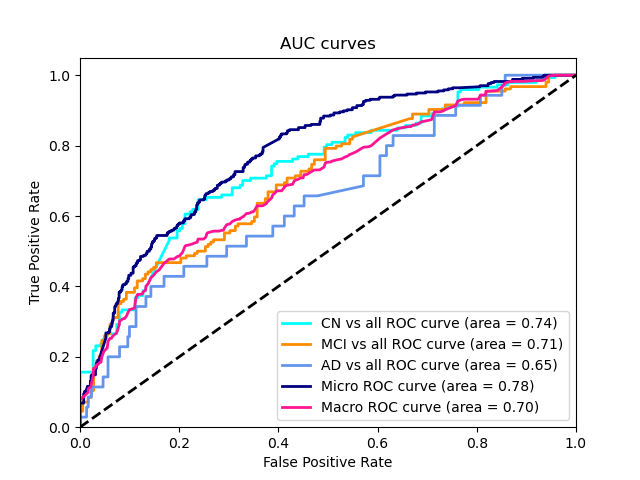 AUC curves
True Positive Rate
1.0
0.8
0.6
0.4
0.2
0.0
CN vs all ROC curve (area = 0.74)
MCI vs all ROC curve (area = 0.71)
AD vs all ROC curve (area = 0.65)
Micro ROC curve (area = 0.78)
Macro ROC curve (area = 0.70)
0.0 0.2 0.4 0.6 0.8 1.0
False Positive Rate